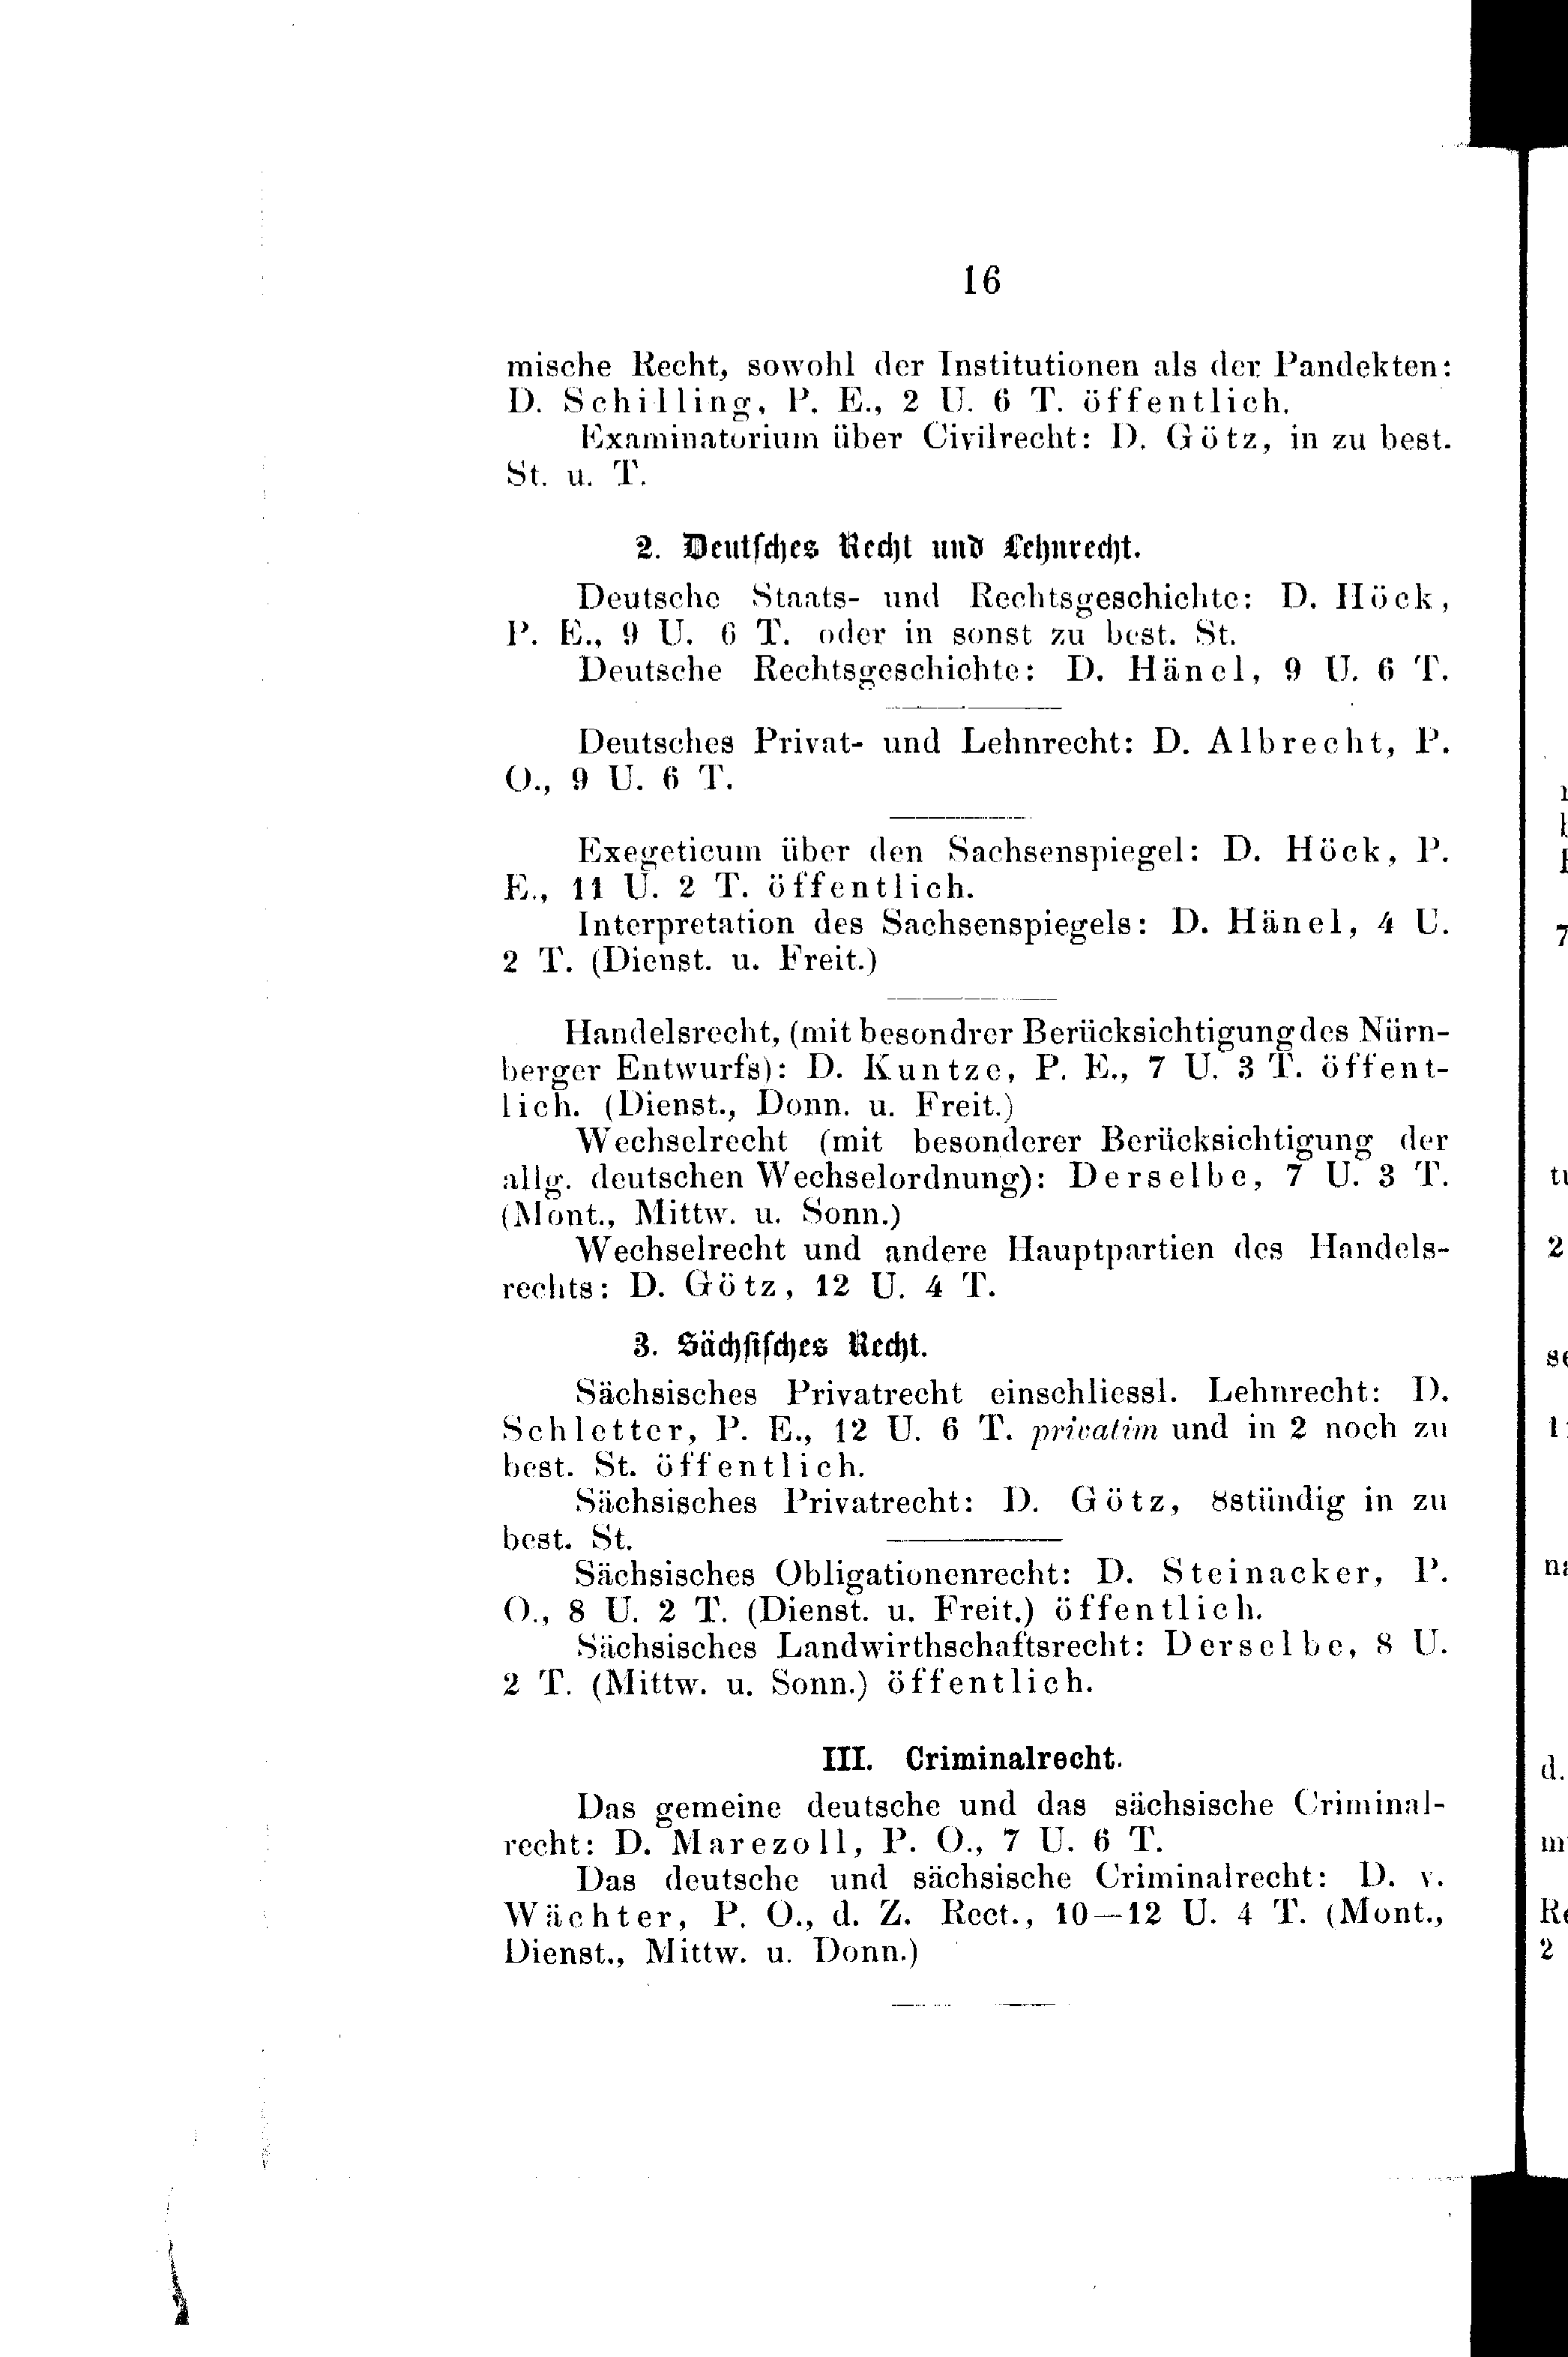 16
mische Recht, sowohl der Institutionen als der Pandekten:
D. Schilling, P. E., 2 U. 6 T. öffentlich.
Examinatorium über Civilrecht: D. Götz, in zu best.
St. u. T.
2. Deutsches Recht und Lehnrecht.
Deutsche Staats- und Rechtsgeschichte: D. Höck,
P. E., 9 U. 6 T. oder in sonst zu best. St.
Deutsche Rechtsgeschichte: D. Hänel, 9 U. 6 T.
Deutsches Privat- und Lehnrecht: D. Albrecht, P.
O., 9 U. 6 T.
Exegeticum über den Sachsenspiegel: D. Höck, P.
E., 11 U. 2 T. öffentlich.
Interpretation des Sachsenspiegels: D. Hänel, 4 U.
2 T. (Dienst. u. Freit.)
Handelsrecht, (mit besondrer Berücksichtigung des Nürn-
berger Entwurfs): D. Kuntze, P. E., 7 U. 3 T. öffent-
lich. (Dienst., Donn. u. Freit.)
Wechselrecht (mit besonderer Berücksichtigung der
allg. deutschen Wechselordnung): Derselbe, 7 U. 3 T.
(Mont., Mittw. u. Sonn.)
Wechselrecht und andere Hauptpartien des Handels-
rechts: D. Götz, 12 U. 4 T.
3. Sächsisches Recht.
Sächsisches Privatrecht einschliessl. Lehnrecht: D.
Schletter, P. E., 12 U. 6 T. privatim und in 2 noch zu
best. St. öffentlich.
Sächsisches Privatrecht: D. Götz, 8stündig in zu
best. St.
Sächsisches Obligationenrecht: D. Steinacker, P.
O., 8 U. 2 T. (Dienst. u. Freit.) öffentlich.
Sächsisches Landwirthschaftsrecht: Derselbe, 8 U.
2 T. (Mittw. u. Sonn.) öffentlich.
III. Criminalrecht.
Das gemeine deutsche und das sächsische Criminal-
recht: D. Marezoll, P. O., 7 U. 6 T.
Das deutsche und sächsische Criminalrecht: D. v.
Wächter, P. O., d. Z. Rect., 10—12 U. 4 T. (Mont.,
Dienst., Mittw. u. Donn.)